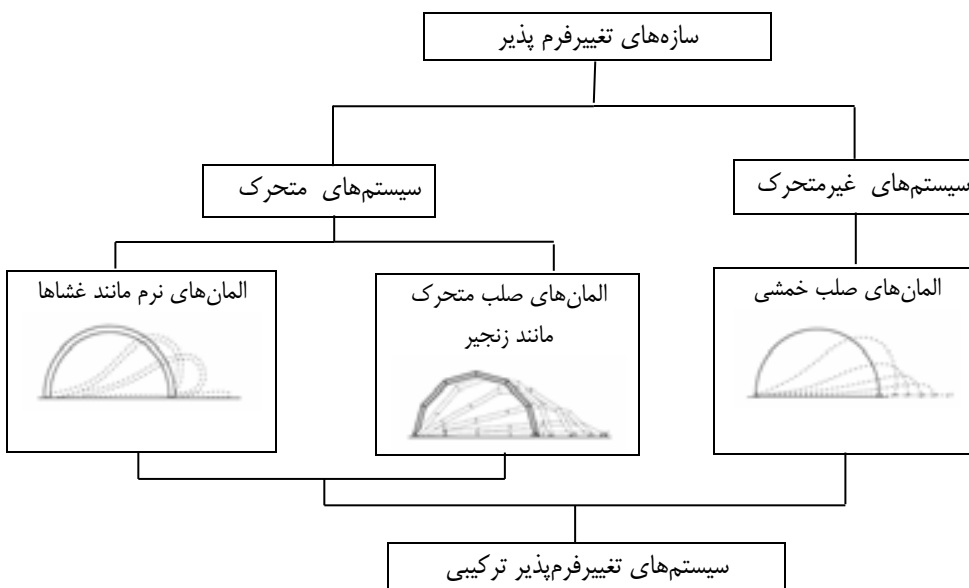 سازه‌های تغییرفرم پذیر
سیستم‌های غیرمتحرک
سیستم‌های متحرک
المان‌های صلب خمشی
المان‌های صلب متحرک
مانند زنجیر
المان‌های نرم مانند غشاها
سیستم‌های تغییرفرم‌پذیر ترکیبی